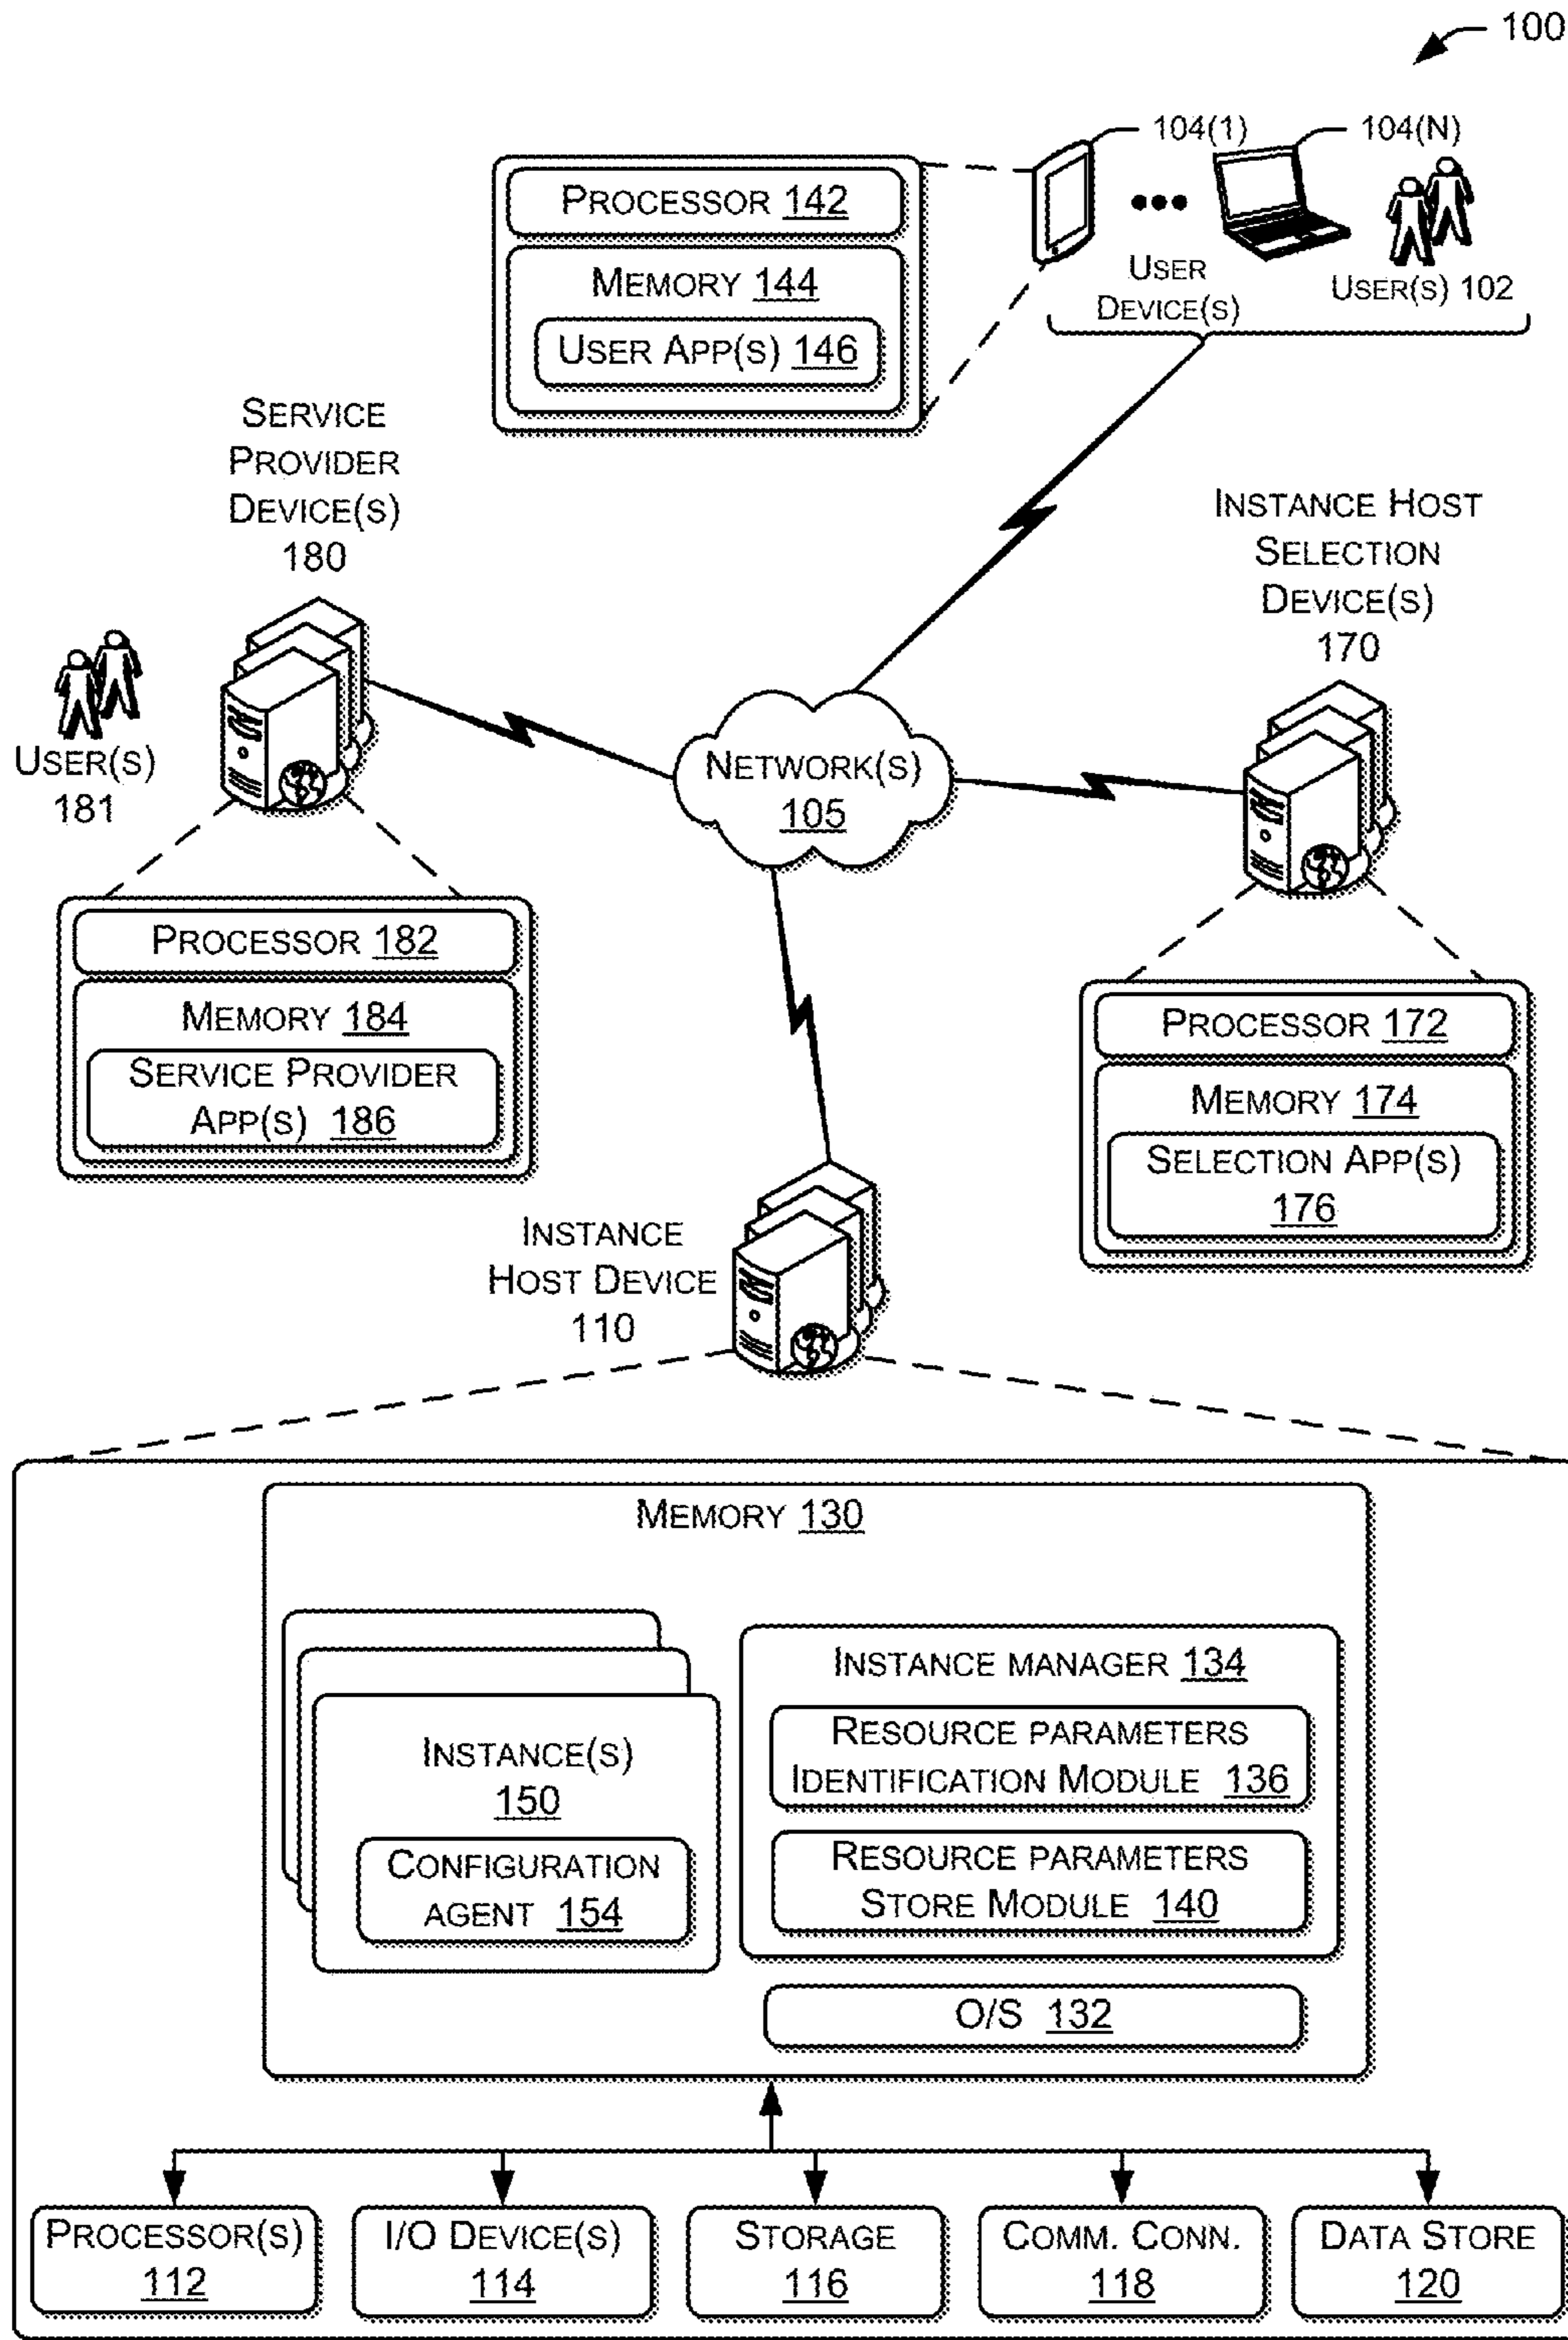 100
104(1)
104(N)
PROCESSOR 142
MEMORY 144
USER APP(S) 146
USER
DEVICE(S)
USER(S) 102
SERVICE
PROVIDER
DEVICE(S)
180
INSTANCE HOST
SELECTION
DEVICE(S)
170
USER(S)
181
NETWORK(S)
105
PROCESSOR 182
MEMORY 184
SERVICE PROVIDER
APP(S) 186
PROCESSOR 172
MEMORY 174
SELECTION APP(S)
176
INSTANCE
HOST DEVICE
110
MEMORY 130
INSTANCE(S)
150
CONFIGURATION
AGENT 154
INSTANCE MANAGER 134
RESOURCE PARAMETERS
IDENTIFICATION MODULE 136
RESOURCE PARAMETERS
STORE MODULE 140
O/S 132
PROCESSOR(S)
112
I/O DEVICE(S)
114
STORAGE
116
COMM. CONN.
118
DATA STORE
120